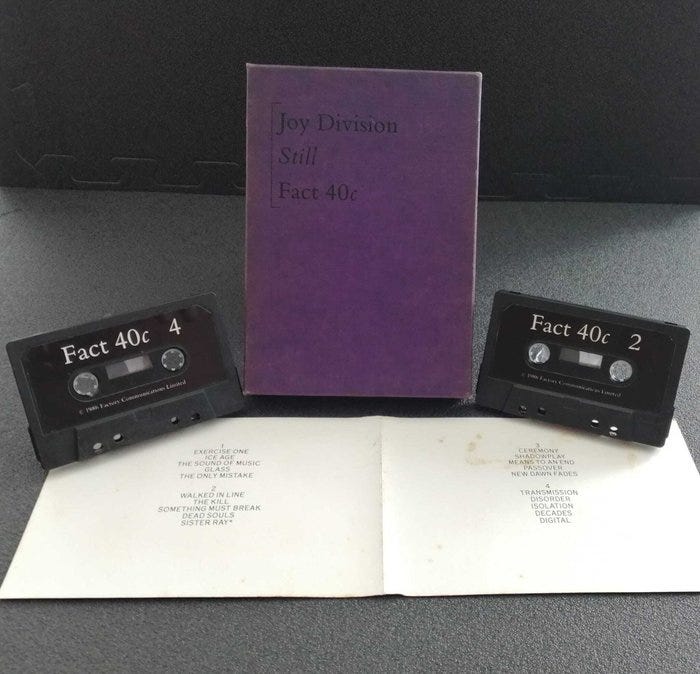 Joy Division
Still
Fact 40c
Fact 40c 4
© 1986 Factory Communications Limited
Fact 40c 2
© 1986 Factory Communications Limited
1
EXERCISE ONE
ICE AGE
THE SOUND OF MUSIC
GLASS
THE ONLY MISTAKE
2
WALKED IN LINE
THE KILL
SOMETHING MUST BREAK
DEAD SOULS
SISTER RAY*
3
CEREMONY
SHADOWPLAY
MEANS TO AN END
PASSOVER
NEW DAWN FADES
4
TRANSMISSION
DISORDER
ISOLATION
DECADES
DIGITAL